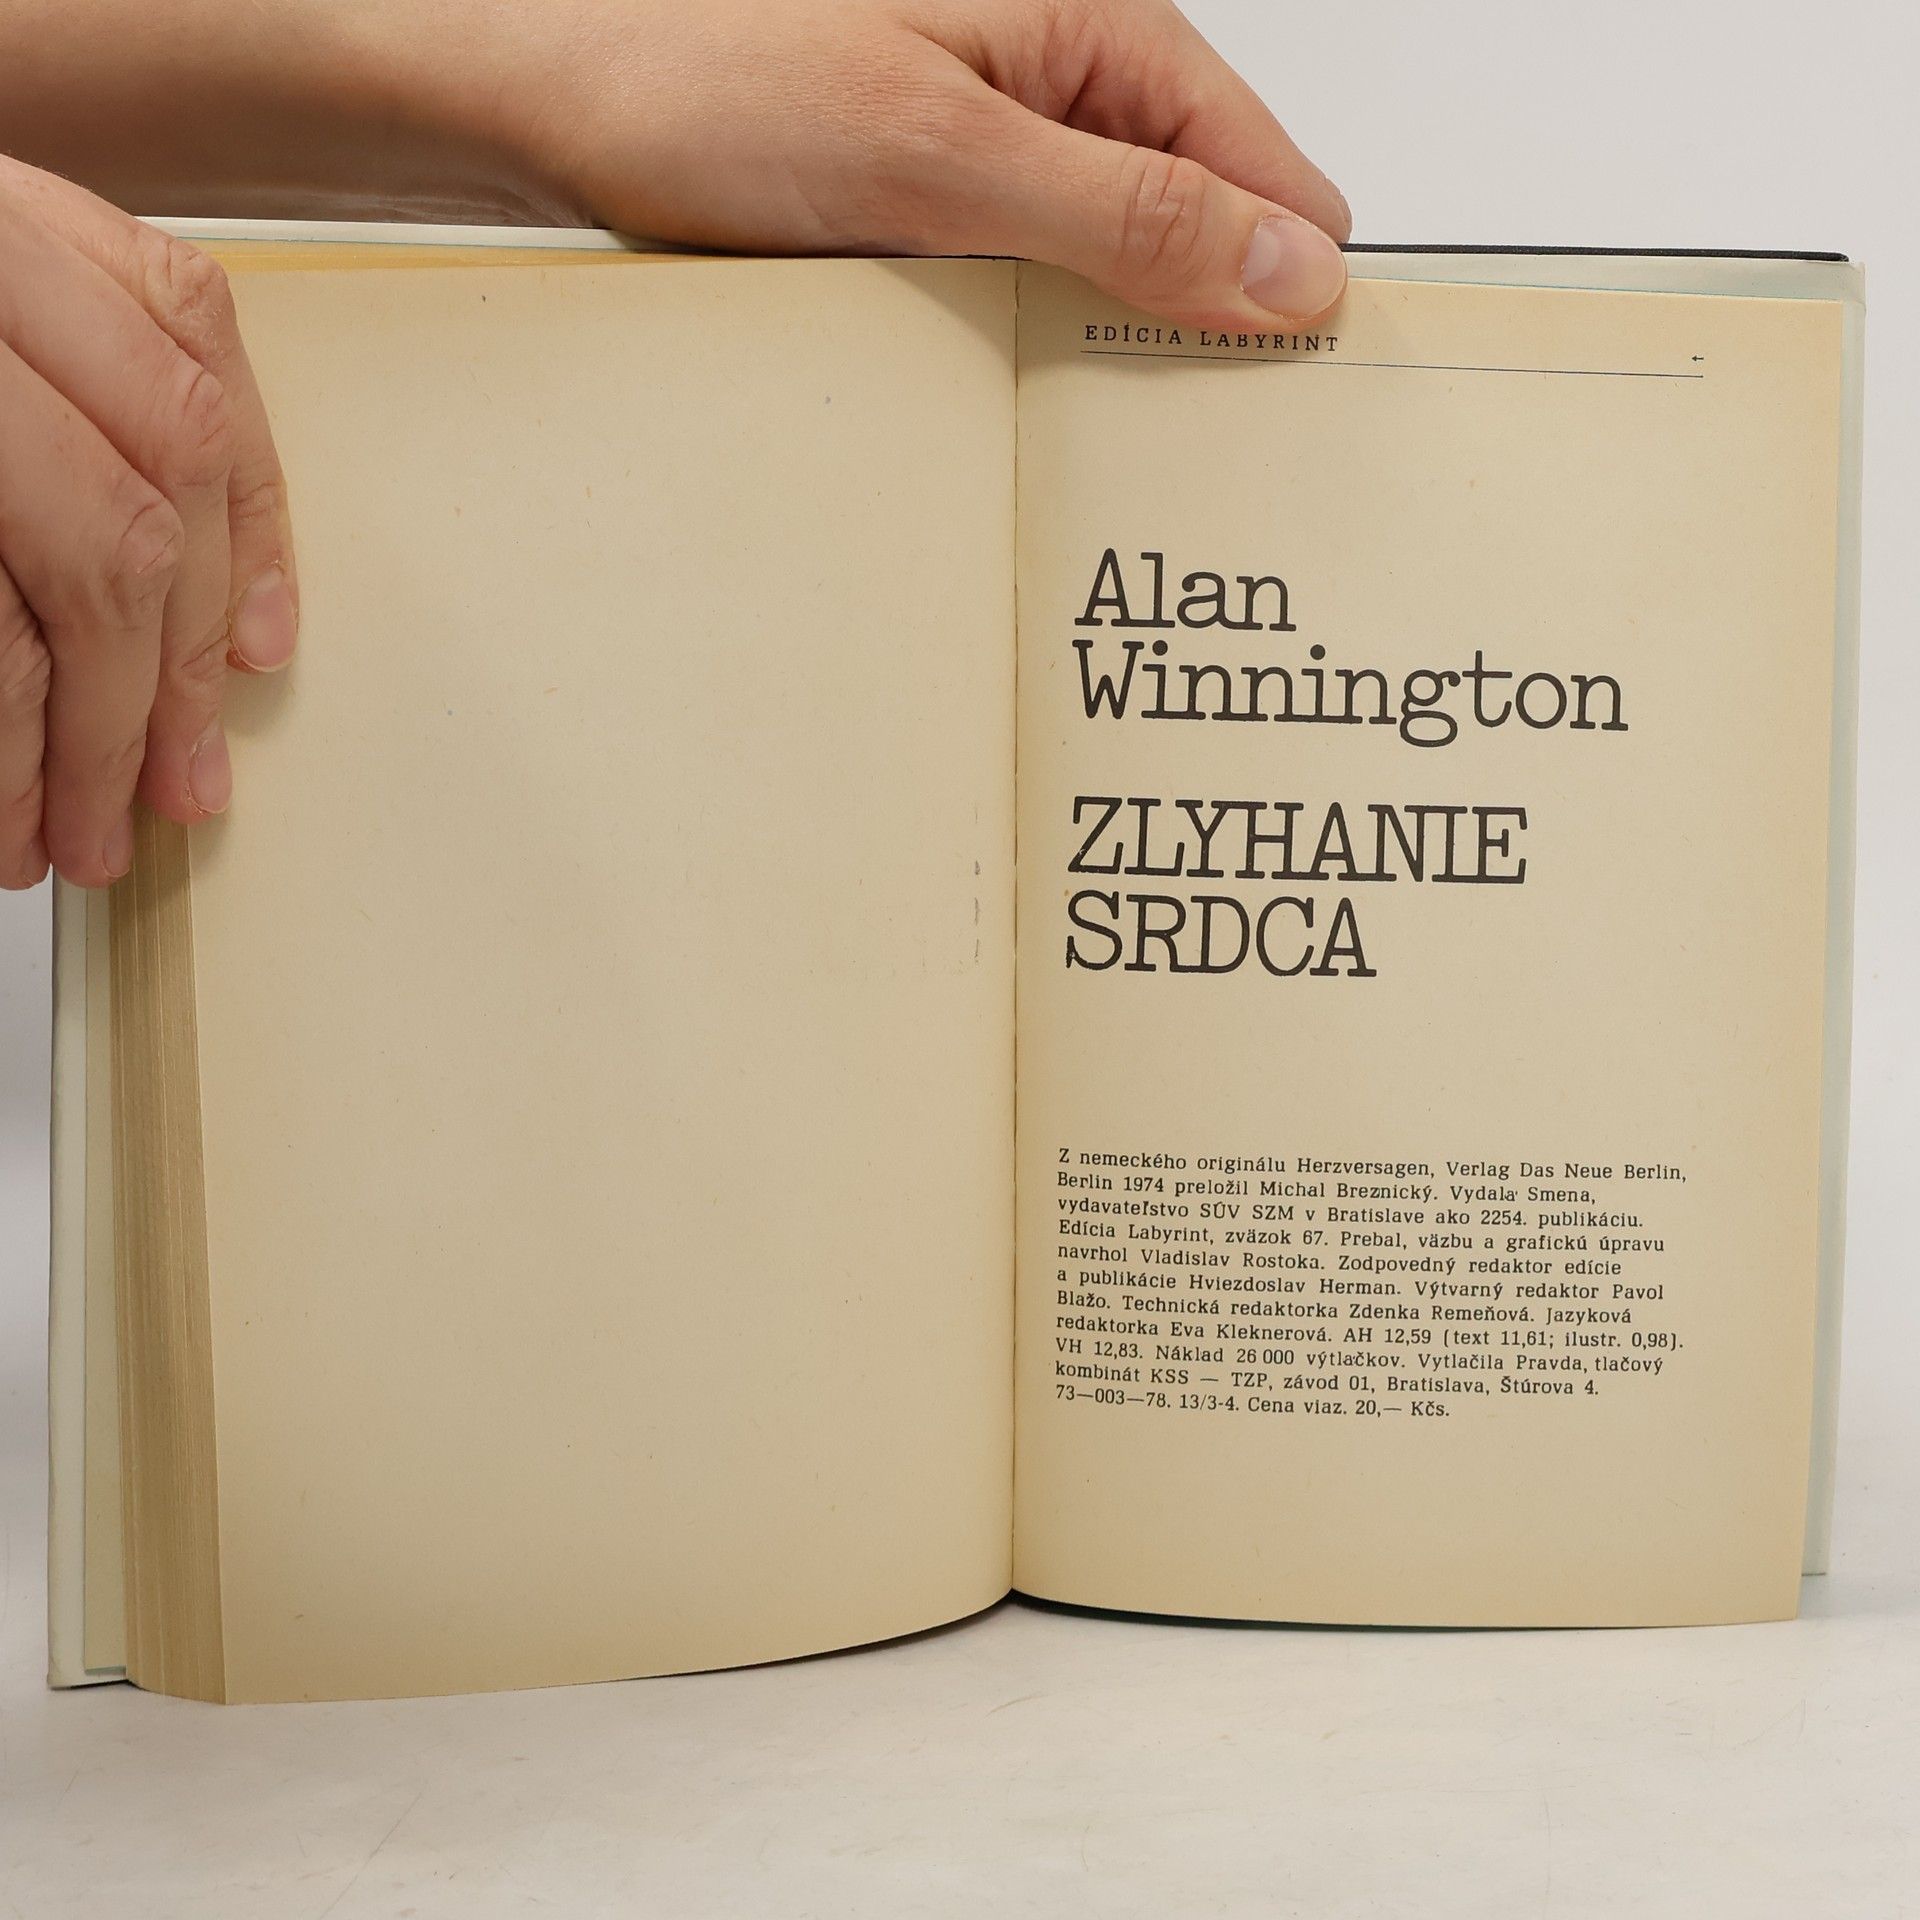 EDÍCIA LABYRINT
Alan
Winnington
ZLYHANIE
SRDCA
Z nemeckého originálu Herzversagen, Verlag Das Neue Berlin,
Berlin 1974 preložil Michal Breznický. Vydala Smena,
vydavateľstvo SÚV SZM v Bratislave ako 2254. publikáciu.
Edícia Labyrint, zväzok 67. Prebal, väzbu a grafickú úpravu
navrhol Vladislav Rostoka. Zodpovedný redaktor edície
a publikácie Hviezdoslav Herman. Výtvarný redaktor Pavol
Blažo. Technická redaktorka Zdenka Remeňová. Jazyková
redaktorka Eva Kleknerová. AH 12,59 (text 11,61; ilustr. 0,98).
VH 12,83. Náklad 26 000 výtlačkov. Vytlačila Pravda, tlačový
kombinát KSS — TZP, závod 01, Bratislava, Štúrova 4.
73—003—78. 13/3-4. Cena viaz. 20,— Kčs.